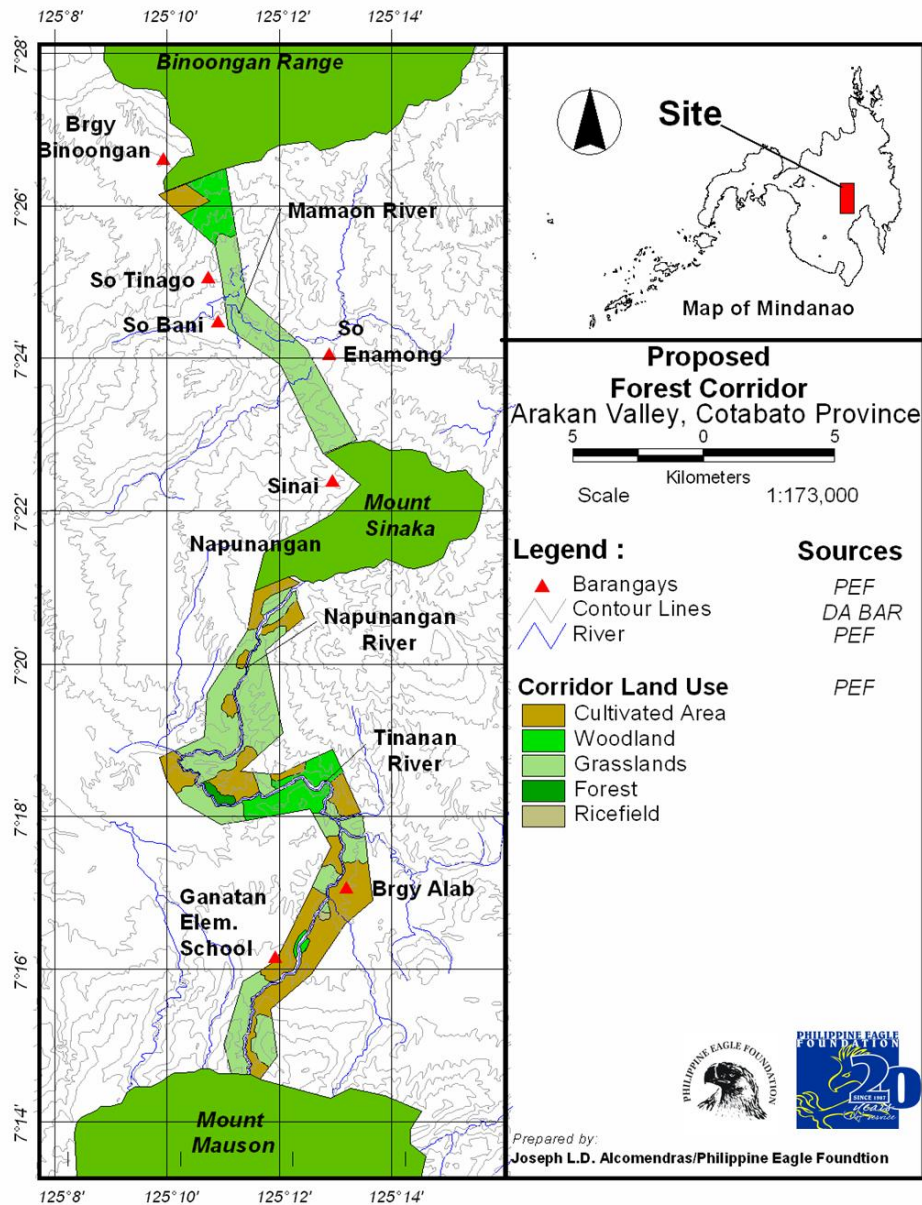 125°8'
125°10'
125°12'
125°14'
7°28'
7°26'
7°24'
7°22'
7°20'
7°18'
7°16'
7°14'
Binoongan Range
Brgy
Binoongan
Mamaon River
So Tinago
So Bani
So
Enamong
Sinai
Mount
Sinaka
Napunangan
Napunangan
River
Tinanan
River
Ganatan
Elem.
School
Brgy Alab
Mount
Mauson
125°8'
125°10'
125°12'
125°14'
Site
Map of Mindanao
Proposed
Forest Corridor
Arakan Valley, Cotabato Province
5 0 5
Kilometers
Scale 1:173,000
Legend : Sources
Barangays PEF
Contour Lines DA BAR
River PEF
Corridor Land Use PEF
Cultivated Area
Woodland
Grasslands
Forest
Ricefield
PHILIPPINE EAGLE FOUNDATION
PHILIPPINE EAGLE
FOUNDATION
20
SINCE 1987
years
of service
Prepared by:
Joseph L.D. Alcomendras/Philippine Eagle Foundtion